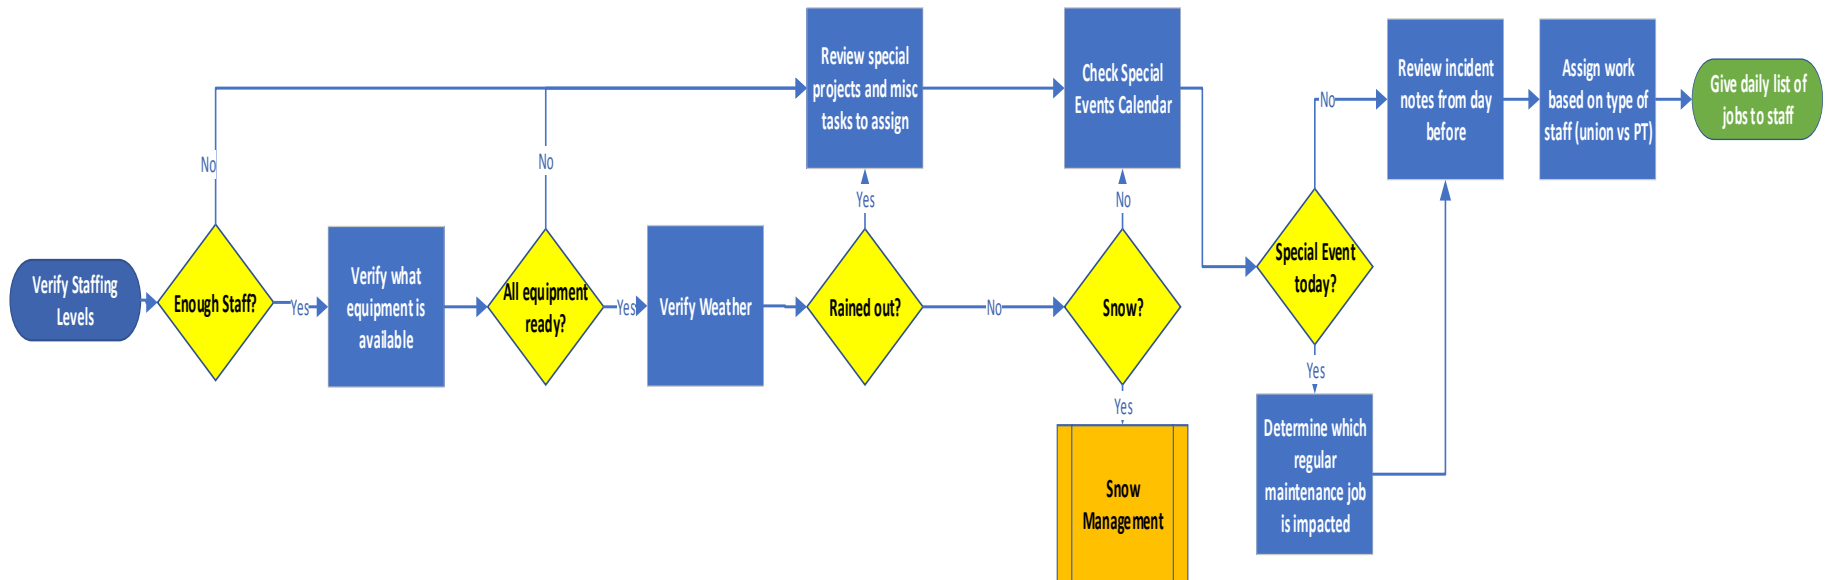 Verify Staffing
Levels
Enough Staff?
No
Yes
Verify what
equipment is
available
All equipment
ready?
No
Yes
Verify Weather
Rained out?
Yes
No
Review special
projects and misc
tasks to assign
Snow?
No
Yes
Snow
Management
Check Special
Events Calendar
Special Event
today?
No
Yes
Determine which
regular
maintenance job
is impacted
Review incident
notes from day
before
Assign work
based on type of
staff (union vs PT)
Give daily list of
jobs to staff